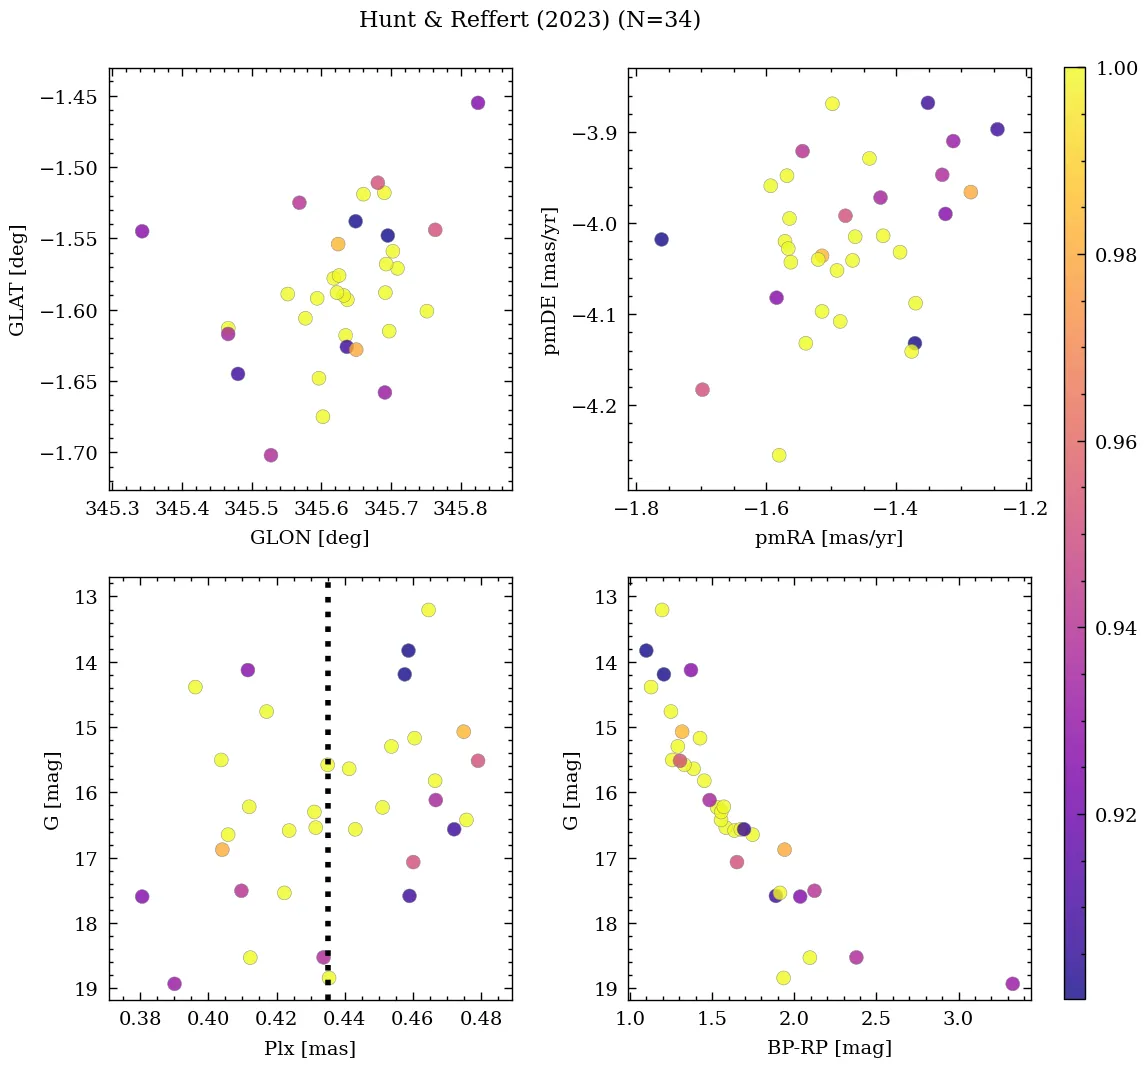 Hunt & Reffert (2023) (N=34)
−1.45
−1.50
−1.55
−1.60
−1.65
−1.70
GLAT [deg]
345.3 345.4 345.5 345.6 345.7 345.8
GLON [deg]
−3.9
−4.0
−4.1
−4.2
pmDE [mas/yr]
−1.8 −1.6 −1.4 −1.2
pmRA [mas/yr]
13
14
15
16
17
18
19
G [mag]
0.38 0.40 0.42 0.44 0.46 0.48
Plx [mas]
13
14
15
16
17
18
19
G [mag]
1.0 1.5 2.0 2.5 3.0
BP-RP [mag]
1.00
0.98
0.96
0.94
0.92